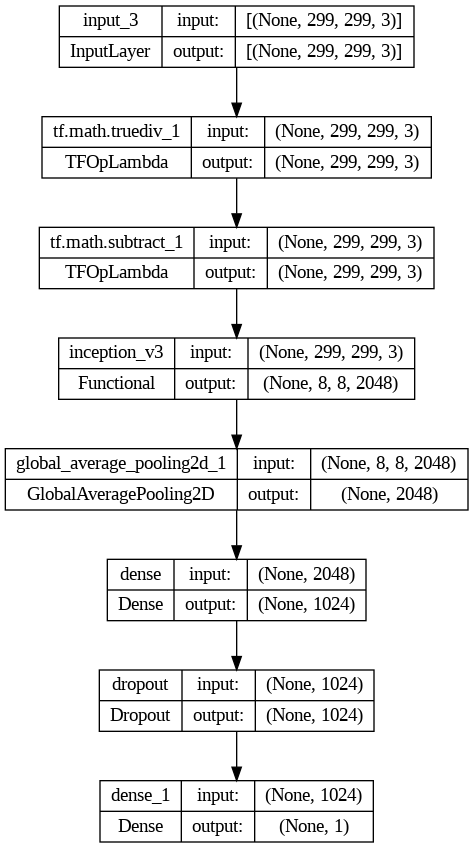 input_3 input: [(None, 299, 299, 3)]
InputLayer output: [(None, 299, 299, 3)]
tf.math.truediv_1 input: (None, 299, 299, 3)
TFOpLambda output: (None, 299, 299, 3)
tf.math.subtract_1 input: (None, 299, 299, 3)
TFOpLambda output: (None, 299, 299, 3)
inception_v3 input: (None, 299, 299, 3)
Functional output: (None, 8, 8, 2048)
global_average_pooling2d_1 input: (None, 8, 8, 2048)
GlobalAveragePooling2D output: (None, 2048)
dense input: (None, 2048)
Dense output: (None, 1024)
dropout input: (None, 1024)
Dropout output: (None, 1024)
dense_1 input: (None, 1024)
Dense output: (None, 1)